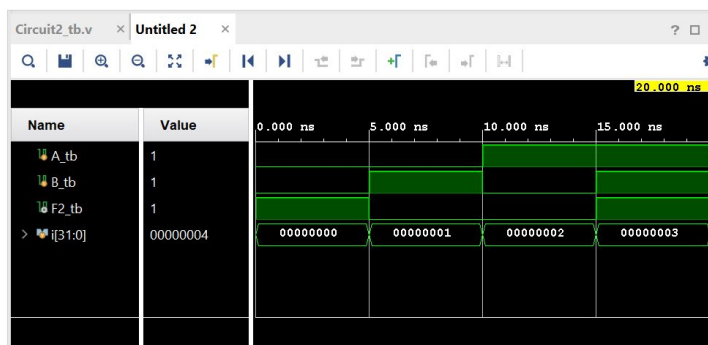 Circuit2_tb.v × Untitled 2 ×
? 
20.000 ns
Name Value 0.000 ns 5.000 ns 10.000 ns 15.000 ns
A_tb 1
B_tb 1
F2_tb 1
i[31:0] 00000004 00000000 00000001 00000002 00000003